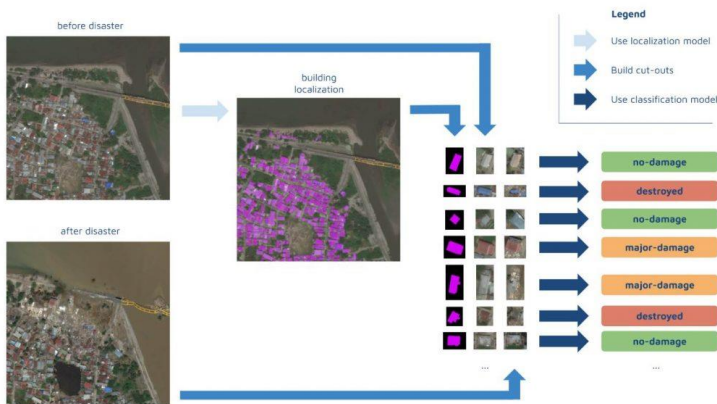 before disaster
building
localization
after disaster
Legend
Use localization model
Build cut-outs
Use classification model
no-damage
destroyed
no-damage
major-damage
major-damage
destroyed
no-damage
...
...